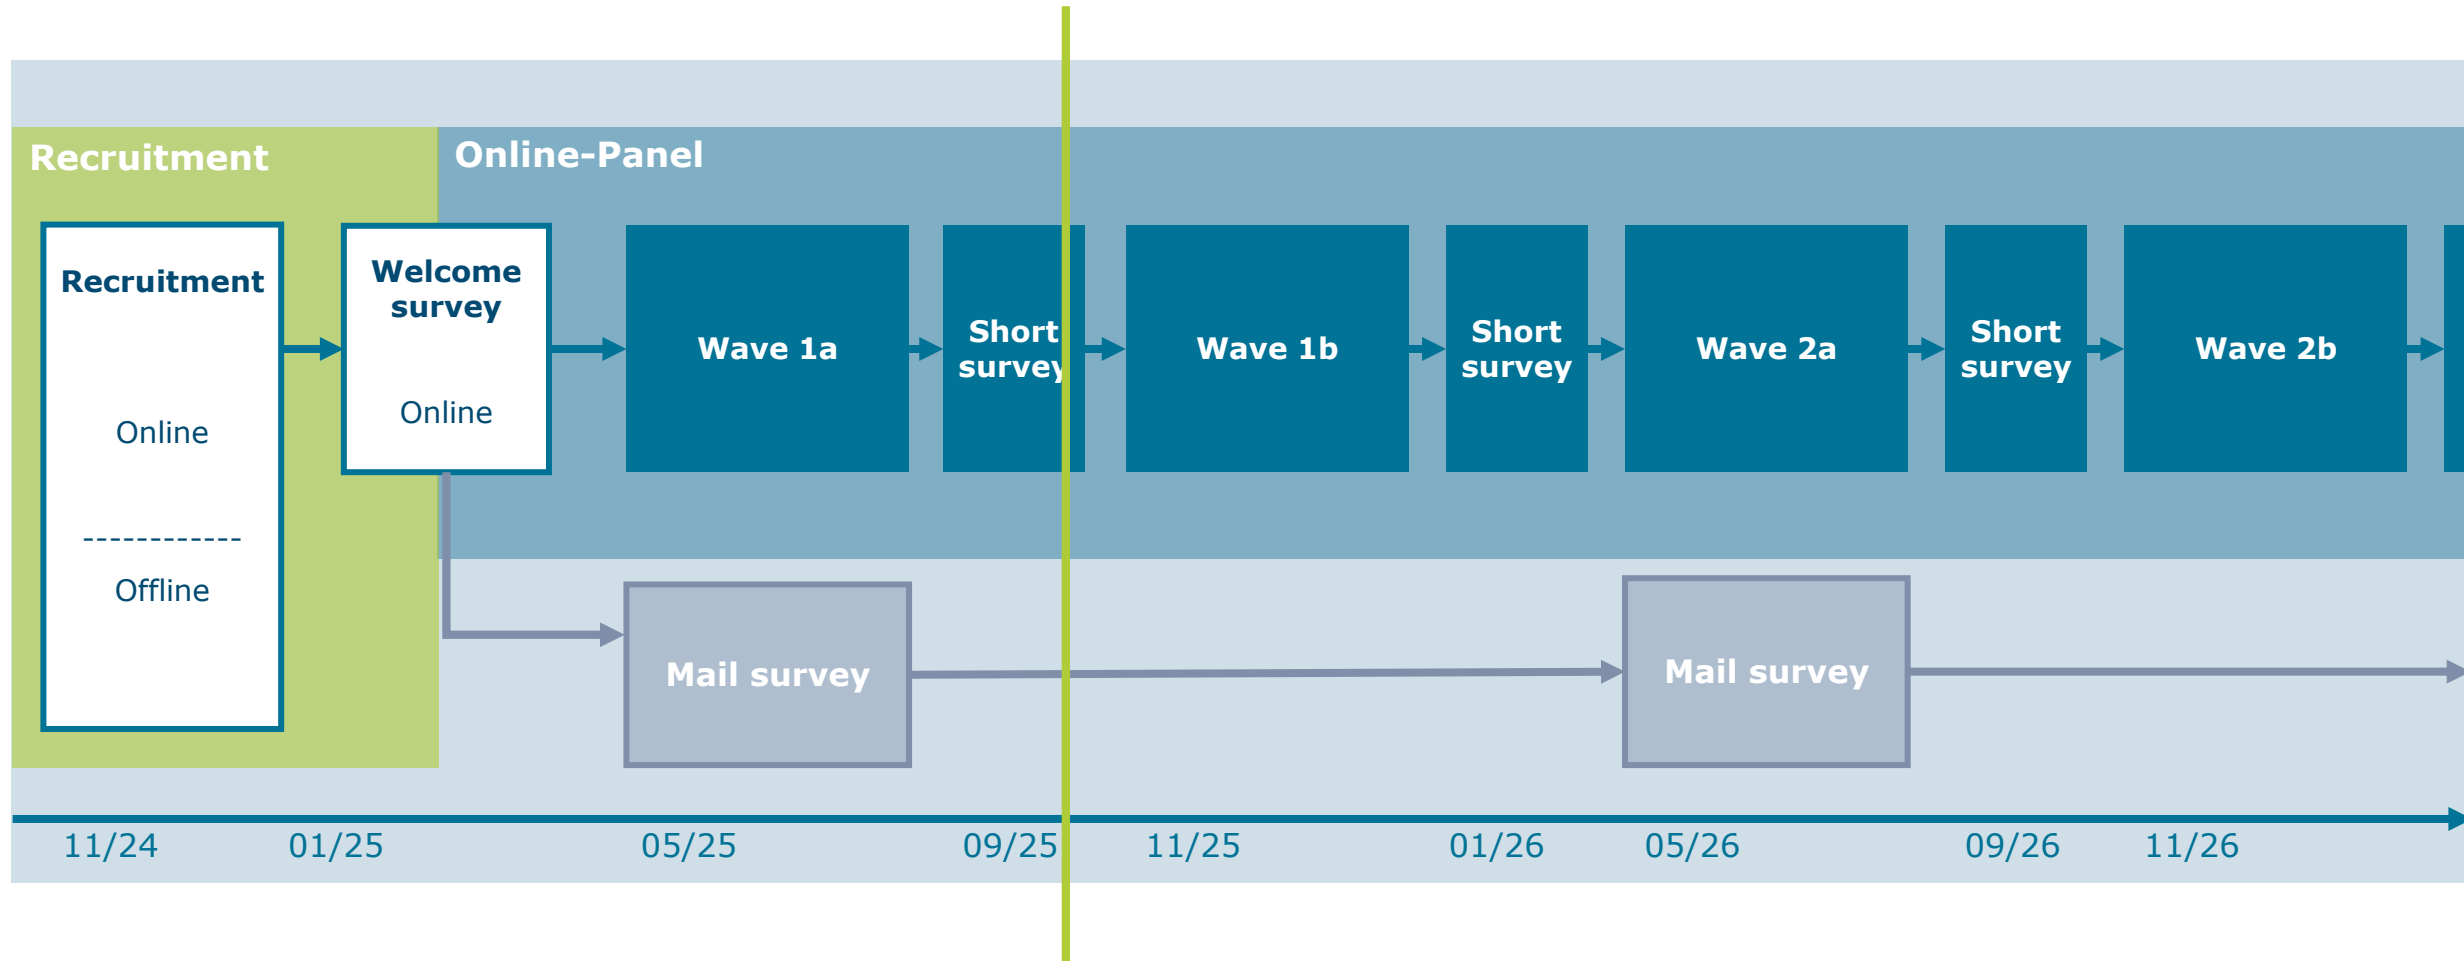 Recruitment
Online-Panel
Recruitment
Online
------------
Offline
Welcome
survey
Online
Wave 1a
Short
survey
Wave 1b
Short
survey
Wave 2a
Short
survey
Wave 2b
Mail survey
Mail survey
11/24
01/25
05/25
09/25
11/25
01/26
05/26
09/26
11/26